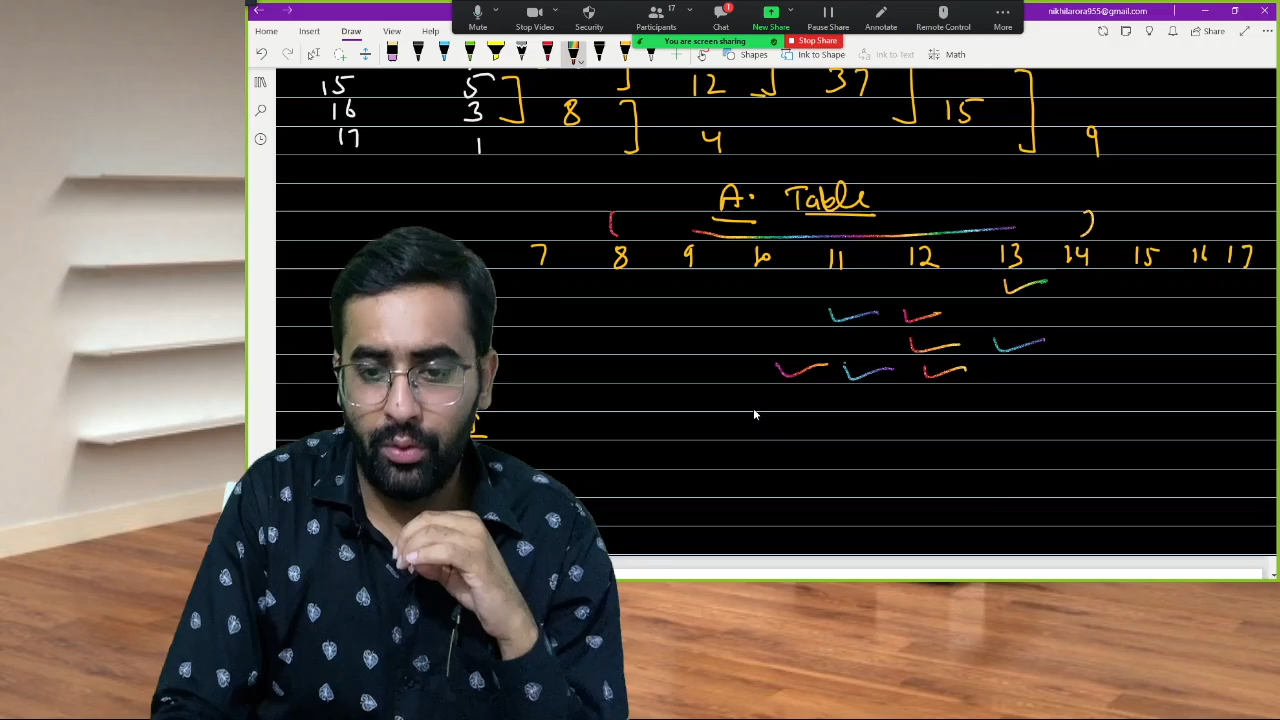 nikhilarora955@gmail.com
Mute
Stop Video
Security
Participants 17
Chat 1
New Share
Pause Share
Annotate
Remote Control
More
You are screen sharing
Stop Share
Home Insert Draw View Help
Share
Shapes
Ink to Shape
Ink to Text
Math
15 5 12 37
16 3 8 15
17 1 4 9
A. Table
7 8 9 10 11 12 13 14 15 16 17